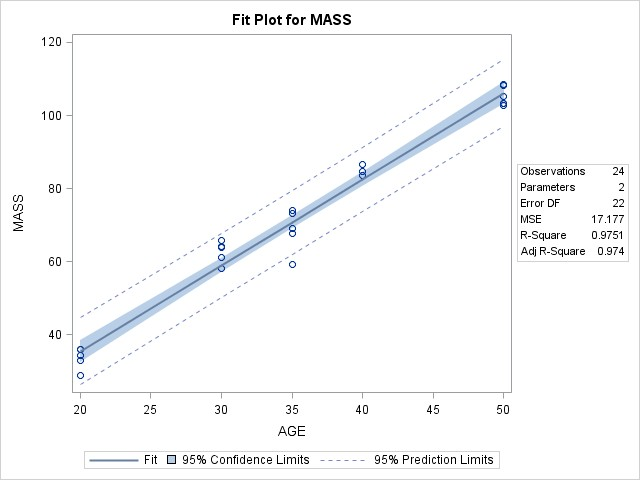 Fit Plot for MASS
120
100
80
60
40
MASS
20 25 30 35 40 45 50
AGE
Observations 24
Parameters 2
Error DF 22
MSE 17.177
R-Square 0.9751
Adj R-Square 0.974
Fit 95% Confidence Limits 95% Prediction Limits